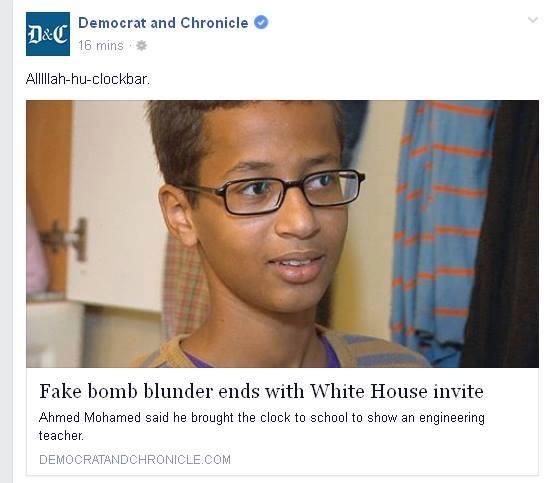 D&C
Democrat and Chronicle
16 mins ·
Alllllah-hu-clockbar.
Fake bomb blunder ends with White House invite
Ahmed Mohamed said he brought the clock to school to show an engineering
teacher.
DEMOCRATANDCHRONICLE.COM